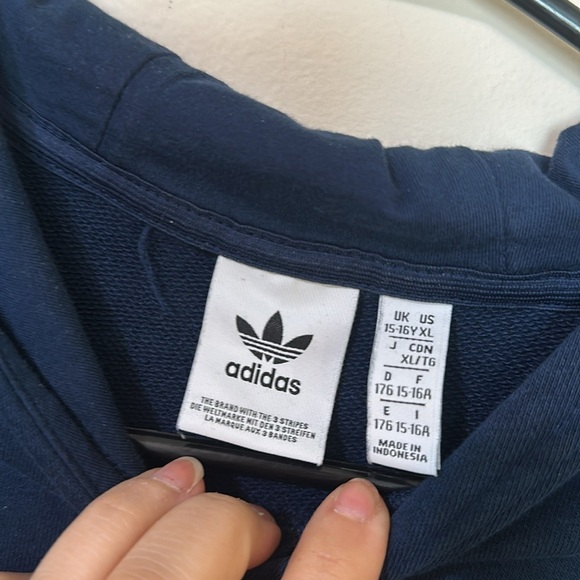 adidas
THE BRAND WITH THE 3 STRIPES
DIE WELTMARKE MIT DEN 3 STREIFEN
LA MARQUE AUX 3 BANDES
UK US
15-16Y XL
J CDN
XL/TG
D F
176 15-16A
E I
176 15-16A
MADE IN
INDONESIA